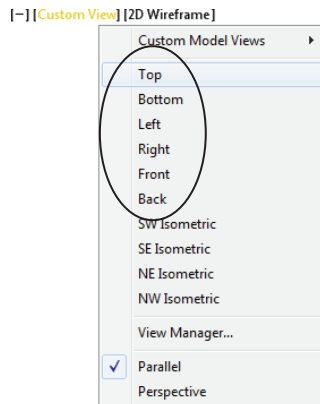 [−] [Custom View] [2D Wireframe]
Custom Model Views
Top
Bottom
Left
Right
Front
Back
SW Isometric
SE Isometric
NE Isometric
NW Isometric
View Manager...
Parallel
Perspective